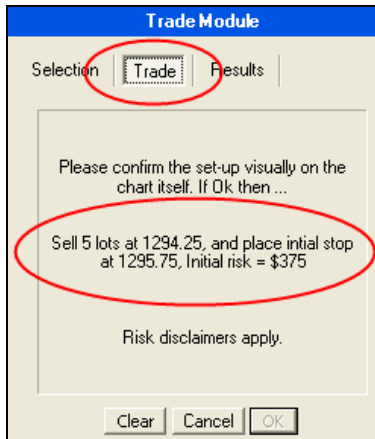 Trade Module
Selection Trade Results
Please confirm the set-up visually on the
chart itself. If Ok then ...
Sell 5 lots at 1294.25, and place intial stop
at 1295.75, Initial risk = $375
Risk disclaimers apply.
Clear Cancel OK